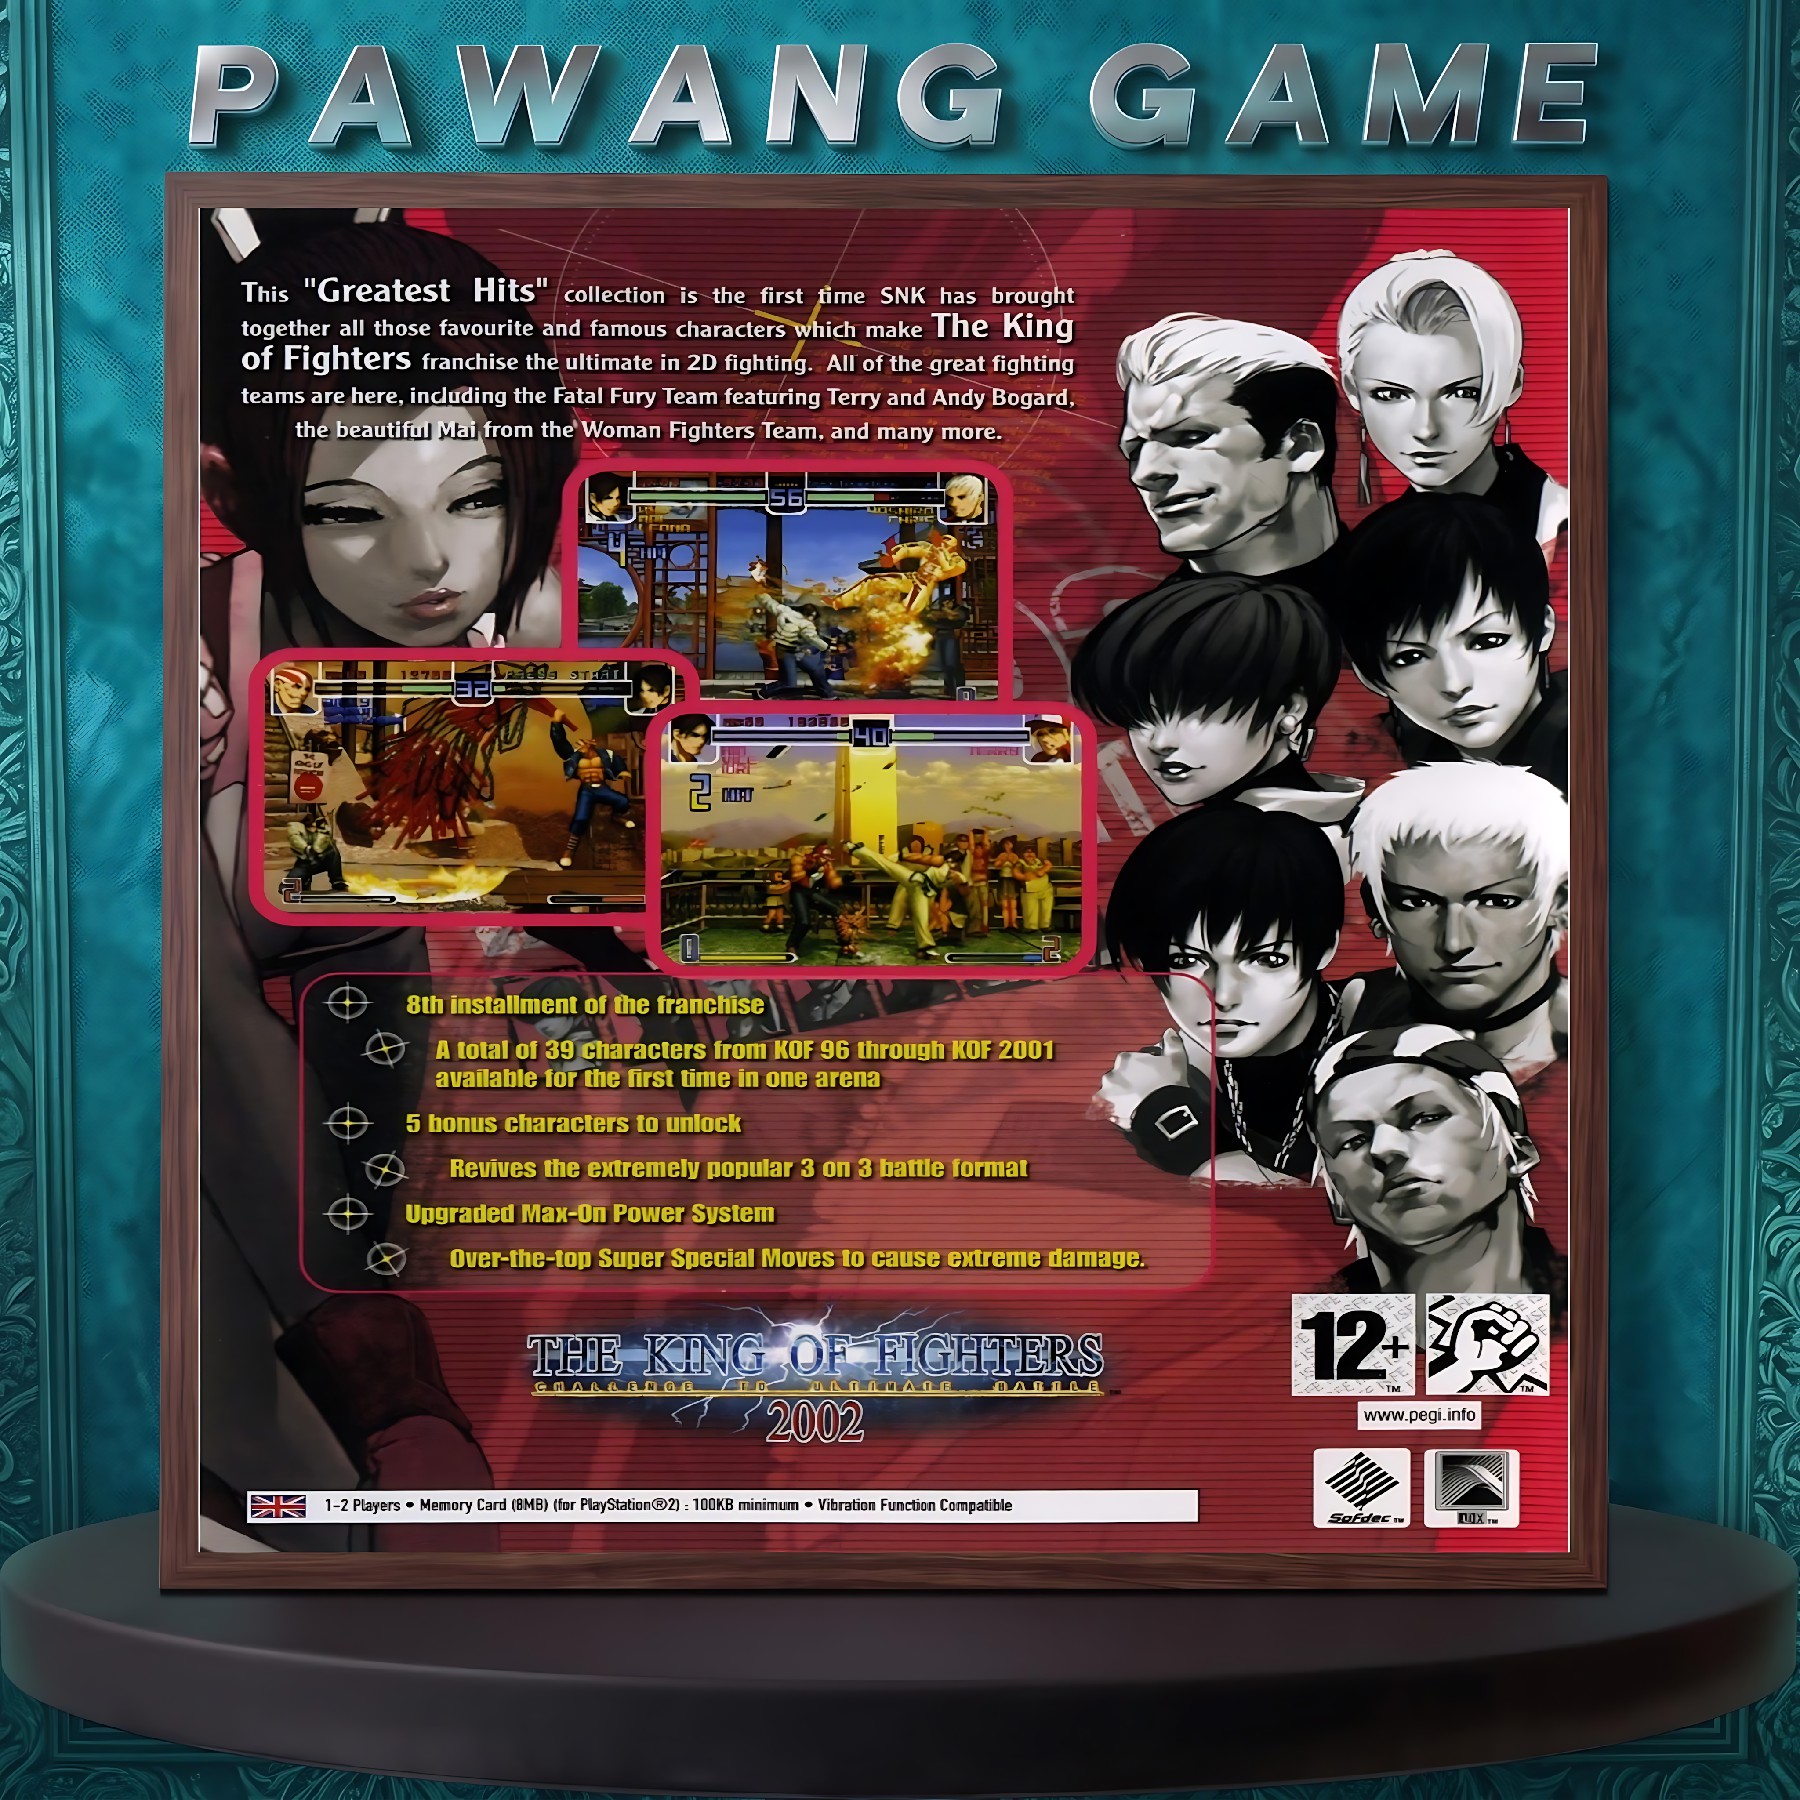 PAWANG GAME
This "Greatest Hits" collection is the first time SNK has brought
together all those favourite and famous characters which make The King
of Fighters franchise the ultimate in 2D fighting. All of the great fighting
teams are here, including the Fatal Fury Team featuring Terry and Andy Bogard,
the beautiful Mai from the Woman Fighters Team, and many more.
56
4
32
40
2 HIT
2
0
2
8th installment of the franchise
A total of 39 characters from KOF 96 through KOF 2001
available for the first time in one arena
5 bonus characters to unlock
Revives the extremely popular 3 on 3 battle format
Upgraded Max-On Power System
Over-the-top Super Special Moves to cause extreme damage.
THE KING OF FIGHTERS
CHALLENGE TO ULTIMATE BATTLE
2002
12+
TM
TM
www.pegi.info
Sofdec TM
1-2 Players • Memory Card (8MB) (for PlayStation®2) : 100KB minimum • Vibration Function Compatible